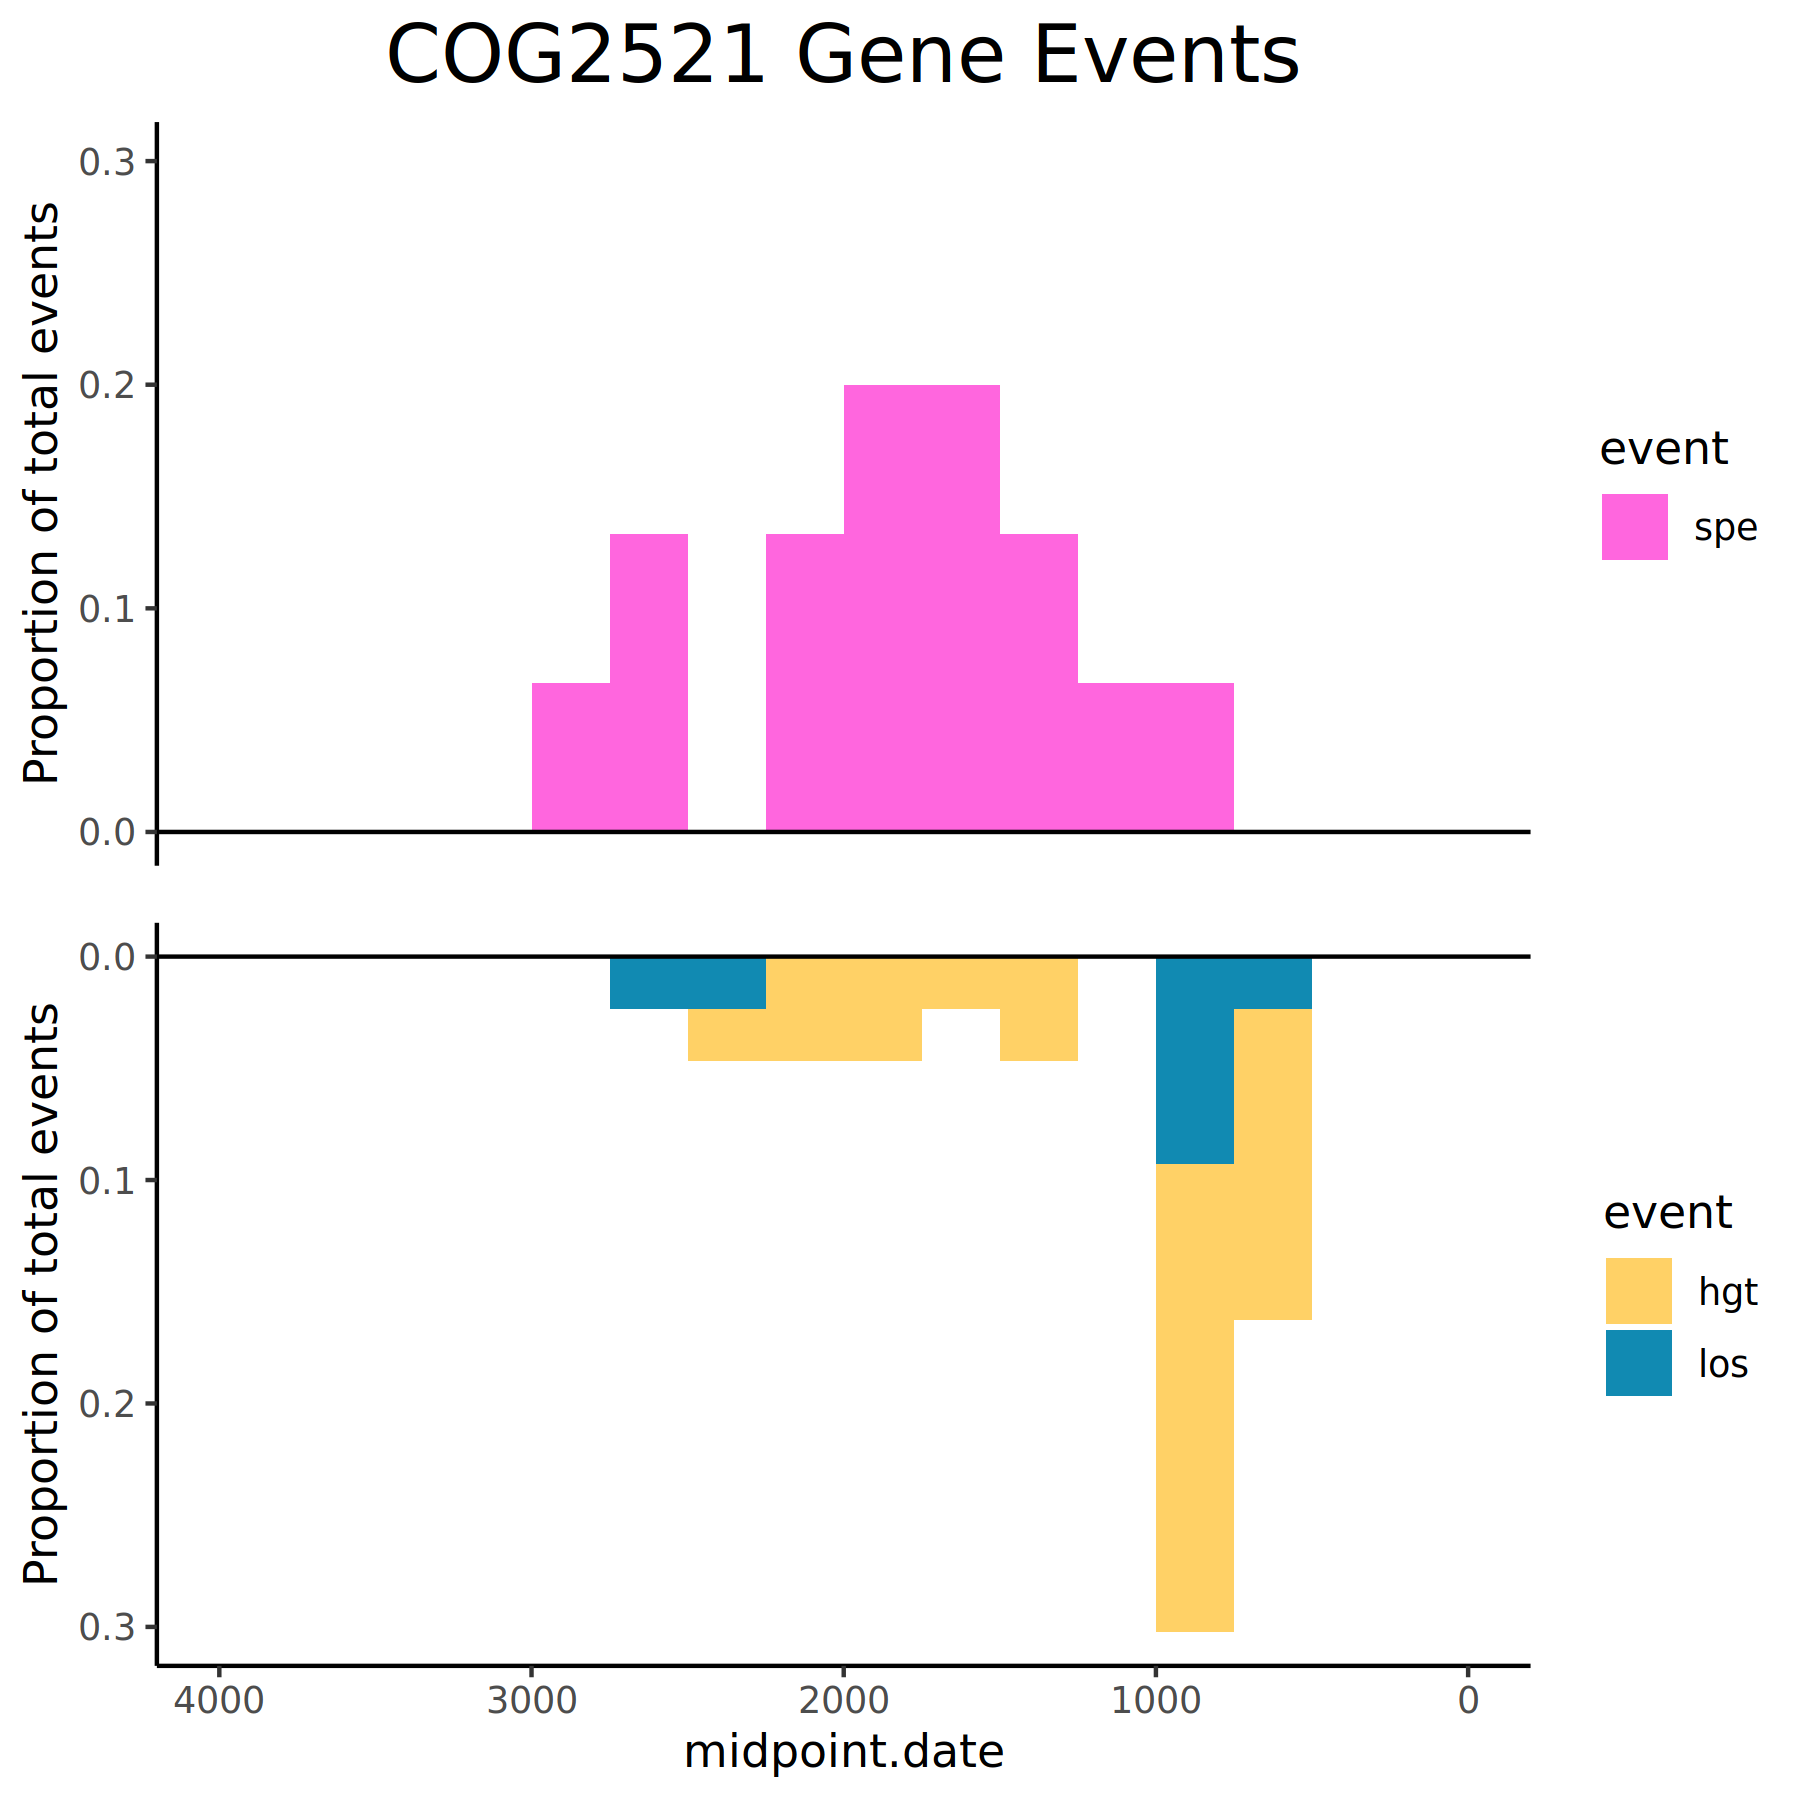 COG2521 Gene Events
Proportion of total events
0.3
0.2
0.1
0.0
event
spe
Proportion of total events
0.0
0.1
0.2
0.3
event
hgt
los
4000 3000 2000 1000 0
midpoint.date